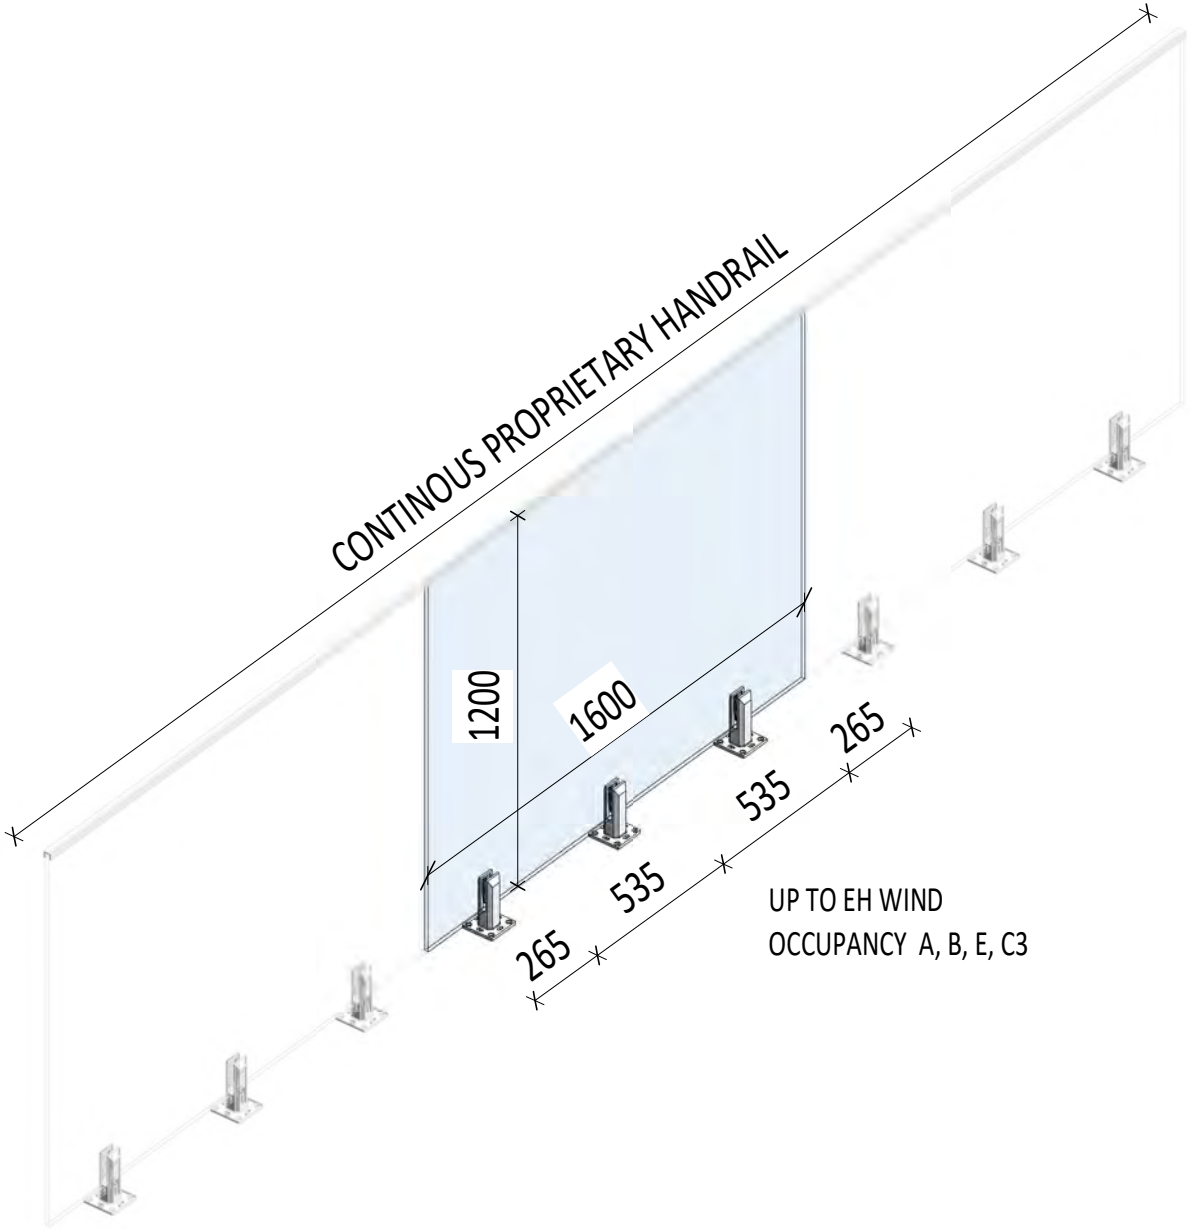 CONTINOUS PROPRIETARY HANDRAIL
1200
1600
265
535
535
265
UP TO EH WIND
OCCUPANCY A, B, E, C3